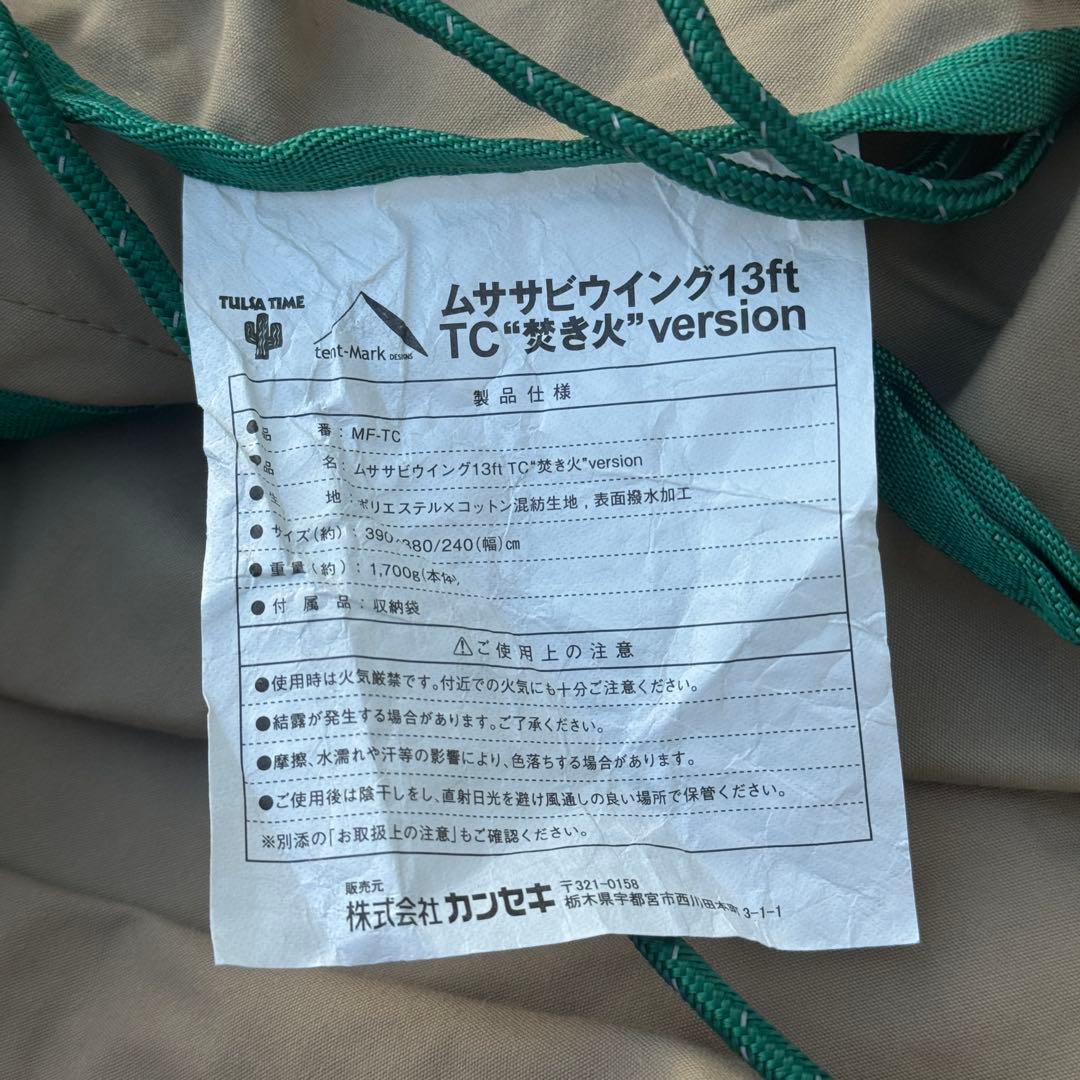 TULSA TIME
tent-Mark DESIGNS
ムササビウイング13ft
TC“焚き火”version
製品仕様
●品 番：MF-TC
●品 名：ムササビウイング13ft TC“焚き火”version
●生 地：ポリエステル×コットン混紡生地，表面撥水加工
●サイズ（約）：390/380/240（幅）cm
●重量（約）：1,700g（本体）
●付属品：収納袋
⚠ご使用上の注意
●使用時は火気厳禁です。付近での火気にも十分ご注意ください。
●結露が発生する場合があります。ご了承ください。
●摩擦、水濡れや汗等の影響により、色落ちする場合があります。
●ご使用後は陰干しをし、直射日光を避け風通しの良い場所で保管ください。
※別添の「お取扱上の注意」もご確認ください。
販売元
株式会社 カンセキ
〒321-0158
栃木県宇都宮市西川田本町3-1-1